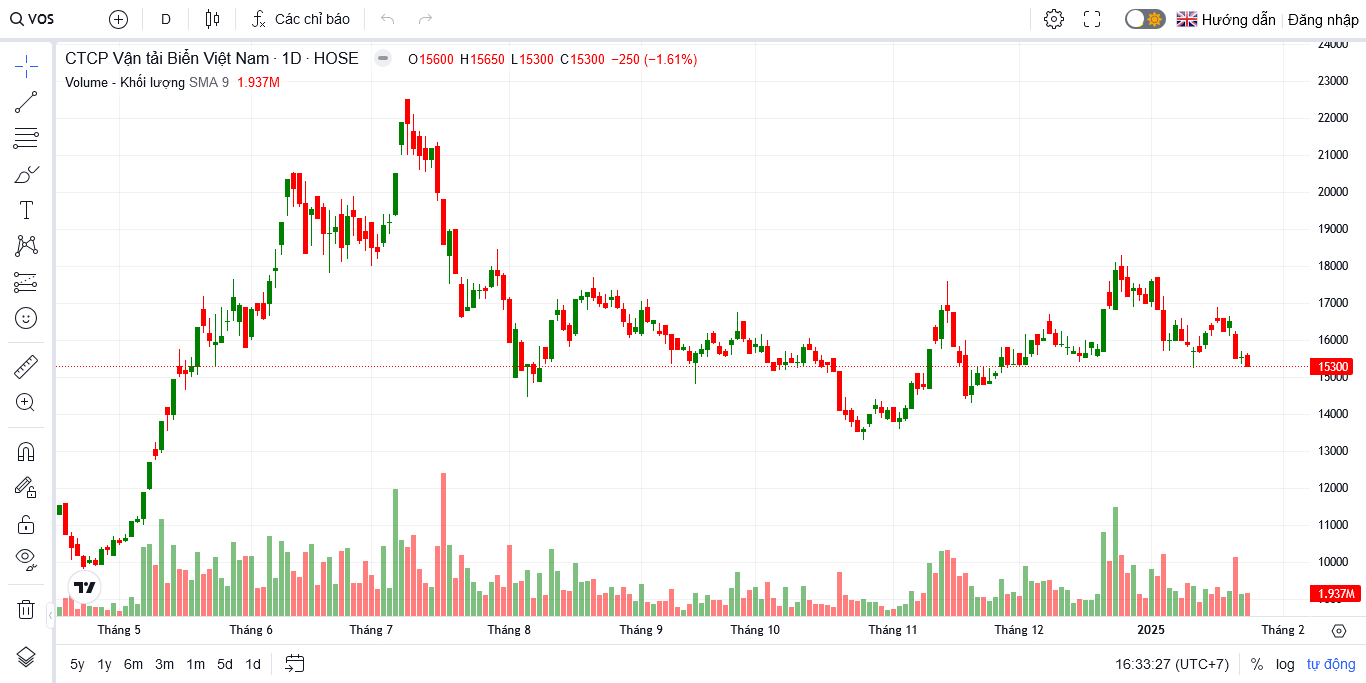 VOS D Các chỉ báo Hướng dẫn Đăng nhập
CTCP Vận tải Biển Việt Nam · 1D · HOSE O15600 H15650 L15300 C15300 −250 (−1.61%)
Volume - Khối lượng SMA 9 1.937M
24000
23000
22000
21000
20000
19000
18000
17000
16000
15300
15000
14000
13000
12000
11000
10000
1.937M
Tháng 5 Tháng 6 Tháng 7 Tháng 8 Tháng 9 Tháng 10 Tháng 11 Tháng 12 2025 Tháng 2
5y 1y 6m 3m 1m 5d 1d 16:33:27 (UTC+7) % log tự động